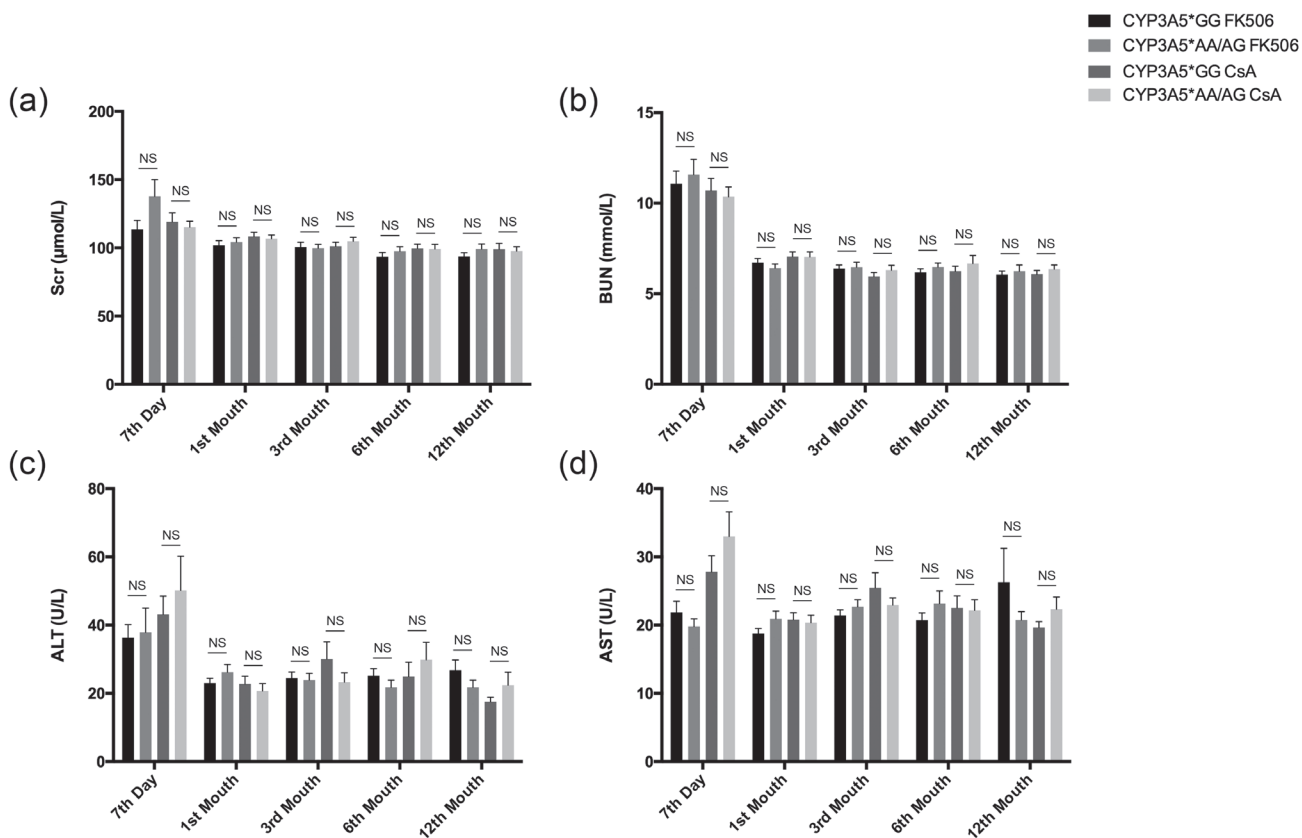 CYP3A5*GG FK506
CYP3A5*AA/AG FK506
CYP3A5*GG CsA
CYP3A5*AA/AG CsA
(a)
Scr (µmol/L)
200
150
100
50
0
NS NS NS NS NS NS NS NS NS NS
7th Day 1st Mouth 3rd Mouth 6th Mouth 12th Mouth
(b)
BUN (mmol/L)
15
10
5
0
NS NS NS NS NS NS NS NS NS NS
7th Day 1st Mouth 3rd Mouth 6th Mouth 12th Mouth
(c)
ALT (U/L)
80
60
40
20
0
NS NS NS NS NS NS NS NS NS NS
7th Day 1st Mouth 3rd Mouth 6th Mouth 12th Mouth
(d)
AST (U/L)
40
30
20
10
0
NS NS NS NS NS NS NS NS NS NS
7th Day 1st Mouth 3rd Mouth 6th Mouth 12th Mouth